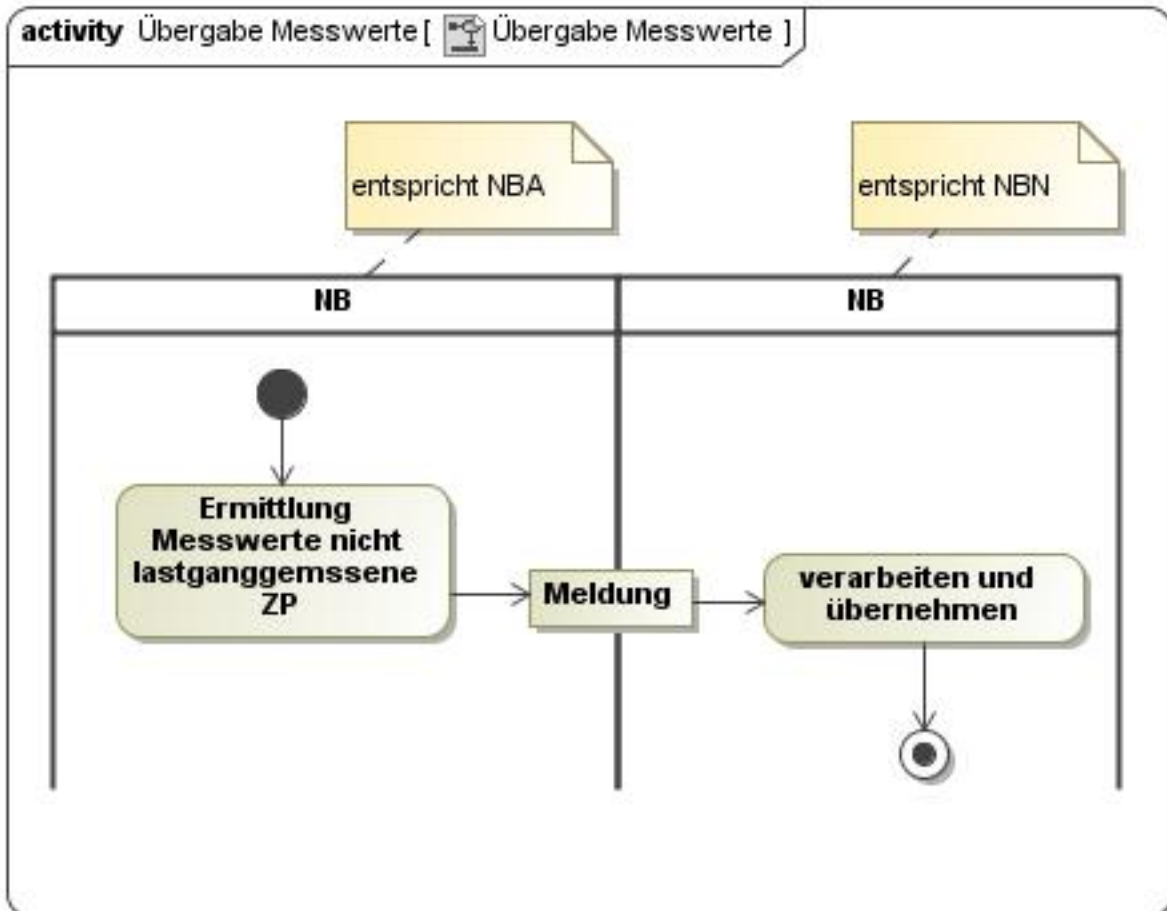 activity Übergabe Messwerte [ Übergabe Messwerte ]
entspricht NBA
entspricht NBN
NB
NB
Ermittlung
Messwerte nicht
lastganggemssene
ZP
Meldung
verarbeiten und
übernehmen